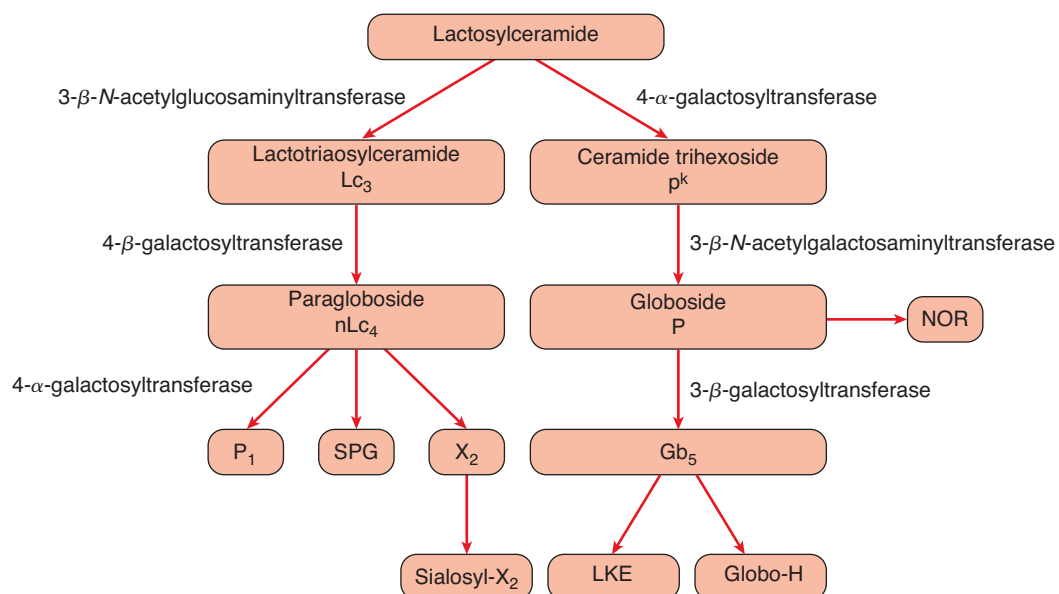 Lactosylceramide
3-β-N-acetylglucosaminyltransferase
4-α-galactosyltransferase
Lactotriaosylceramide
Lc₃
Ceramide trihexoside
pᵏ
4-β-galactosyltransferase
3-β-N-acetylgalactosaminyltransferase
Paragloboside
nLc₄
Globoside
P
NOR
4-α-galactosyltransferase
3-β-galactosyltransferase
P₁
SPG
X₂
Gb₅
Sialosyl-X₂
LKE
Globo-H